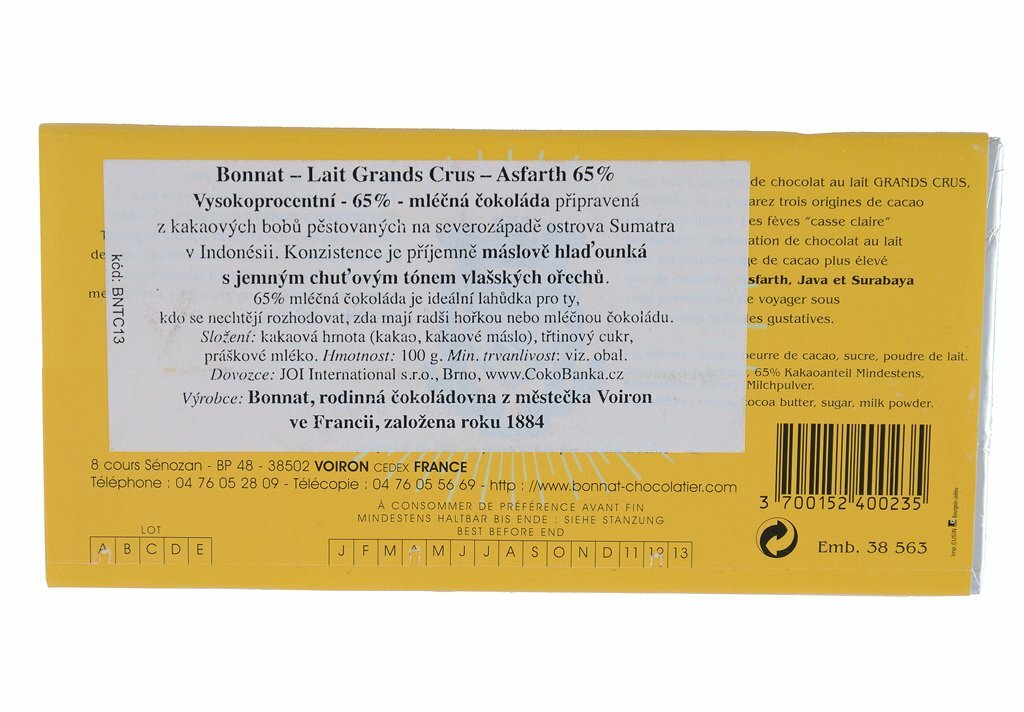 Bonnat – Lait Grands Crus – Asfarth 65%
Vysokoprocentní - 65% - mléčná čokoláda připravená
z kakaových bobů pěstovaných na severozápadě ostrova Sumatra
v Indonésii. Konzistence je příjemně máslově hlaďounká
s jemným chuťovým tónem vlašských ořechů.
65% mléčná čokoláda je ideální lahůdka pro ty,
kdo se nechtějí rozhodovat, zda mají radši hořkou nebo mléčnou čokoládu.
Složení: kakaová hmota (kakao, kakaové máslo), třtinový cukr,
práškové mléko. Hmotnost: 100 g. Min. trvanlivost: viz. obal.
Dovozce: JOI International s.r.o., Brno, www.CokoBanka.cz
Výrobce: Bonnat, rodinná čokoládovna z městečka Voiron
ve Francii, založena roku 1884
kód: BNTC13
de chocolat au lait GRANDS CRUS,
arez trois origines de cacao
es fèves "casse claire"
ation de chocolat au lait
ge de cacao plus élevé
sfarth, Java et Surabaya
e voyager sous
es gustatives.
beurre de cacao, sucre, poudre de lait.
65% Kakaoanteil Mindestens,
Milchpulver.
cocoa butter, sugar, milk powder.
8 cours Sénozan - BP 48 - 38502 VOIRON CEDEX FRANCE
Téléphone : 04 76 05 28 09 - Télécopie : 04 76 05 56 69 - http : //www.bonnat-chocolatier.com
À CONSOMMER DE PRÉFÉRENCE AVANT FIN
MINDESTENS HALTBAR BIS ENDE : SIEHE STANZUNG
BEST BEFORE END
LOT
A B C D E
J F M A M J J A S O N D 11 12 13
3 700152 400235
Emb. 38 563